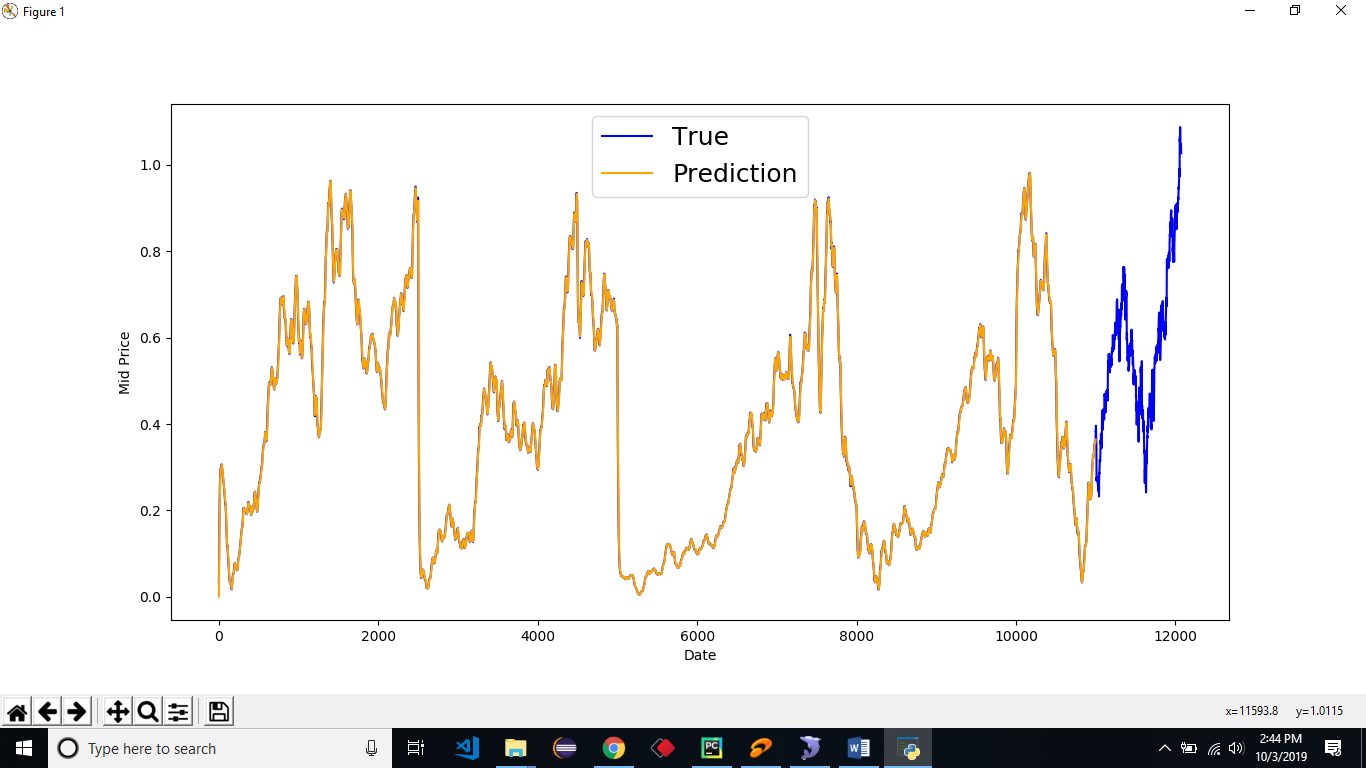 Figure 1
True
Prediction
1.0
0.8
0.6
0.4
0.2
0.0
Mid Price
0 2000 4000 6000 8000 10000 12000
Date
x=11593.8 y=1.0115
Type here to search
PC
W
2:44 PM
10/3/2019